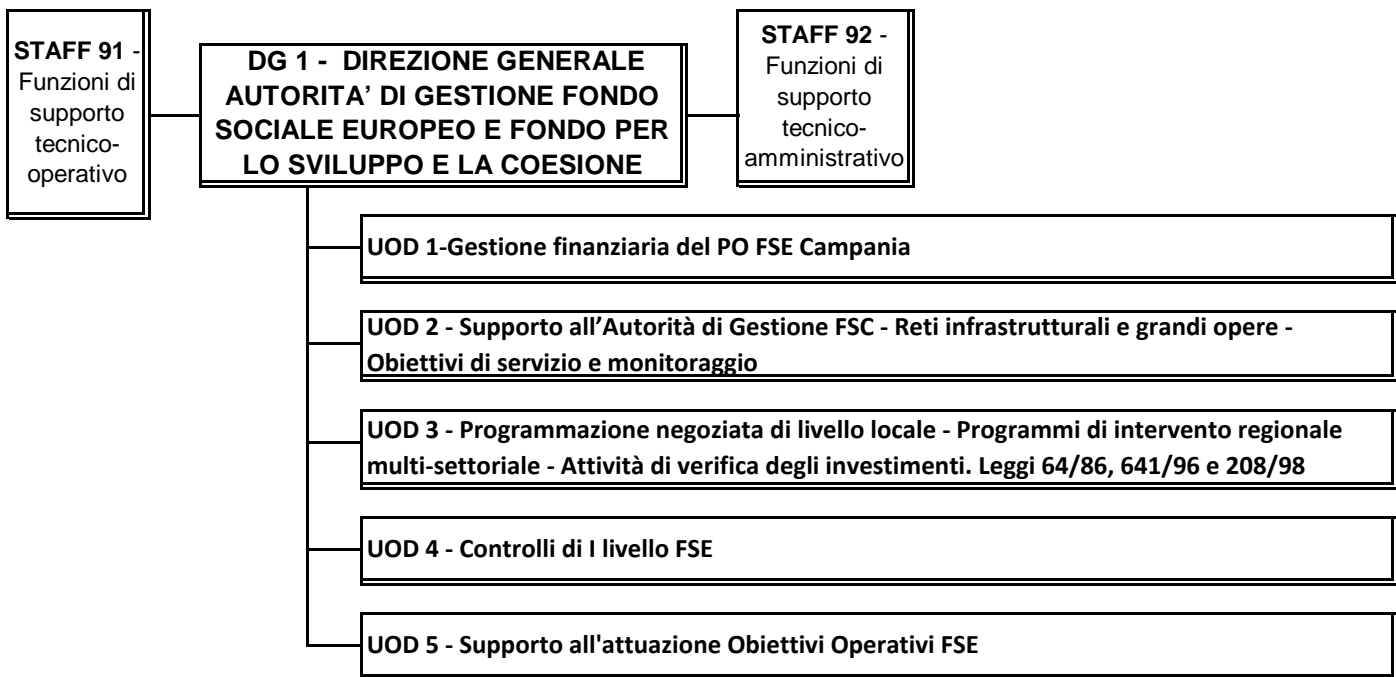 STAFF 91 -
Funzioni di
supporto
tecnico-
operativo
DG 1 - DIREZIONE GENERALE
AUTORITA’ DI GESTIONE FONDO
SOCIALE EUROPEO E FONDO PER
LO SVILUPPO E LA COESIONE
STAFF 92 -
Funzioni di
supporto
tecnico-
amministrativo
UOD 1-Gestione finanziaria del PO FSE Campania
UOD 2 - Supporto all’Autorità di Gestione FSC - Reti infrastrutturali e grandi opere -
Obiettivi di servizio e monitoraggio
UOD 3 - Programmazione negoziata di livello locale - Programmi di intervento regionale
multi-settoriale - Attività di verifica degli investimenti. Leggi 64/86, 641/96 e 208/98
UOD 4 - Controlli di I livello FSE
UOD 5 - Supporto all'attuazione Obiettivi Operativi FSE